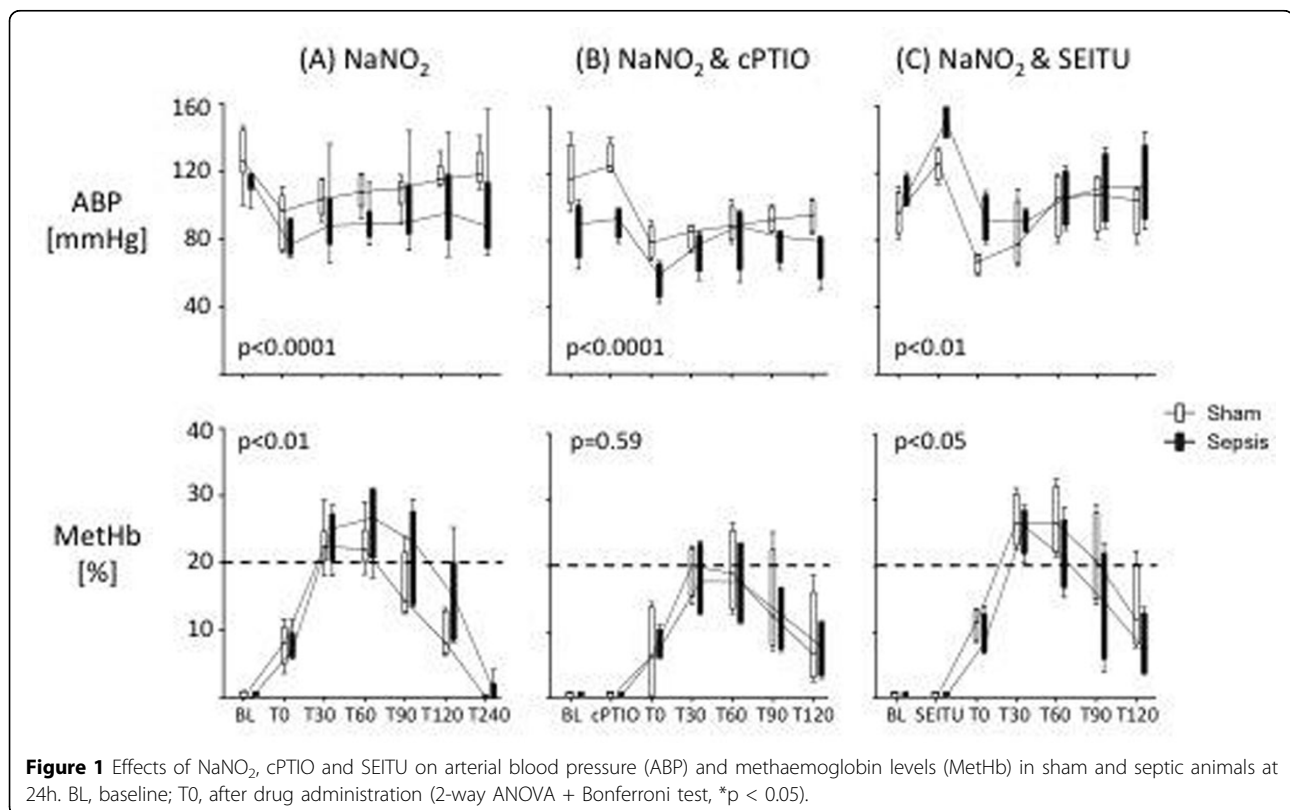 (A) NaNO₂ (B) NaNO₂ & cPTIO (C) NaNO₂ & SEITU
ABP
[mmHg]
160
120
80
40
p<0.0001 p<0.0001 p<0.01
Sham
Sepsis
MetHb
[%]
40
30
20
10
p<0.01 p=0.59 p<0.05
BL T0 T30 T60 T90 T120 T240 BL cPTIO T0 T30 T60 T90 T120 BL SEITU T0 T30 T60 T90 T120
Figure 1 Effects of NaNO₂, cPTIO and SEITU on arterial blood pressure (ABP) and methaemoglobin levels (MetHb) in sham and septic animals at
24h. BL, baseline; T0, after drug administration (2-way ANOVA + Bonferroni test, *p < 0.05).